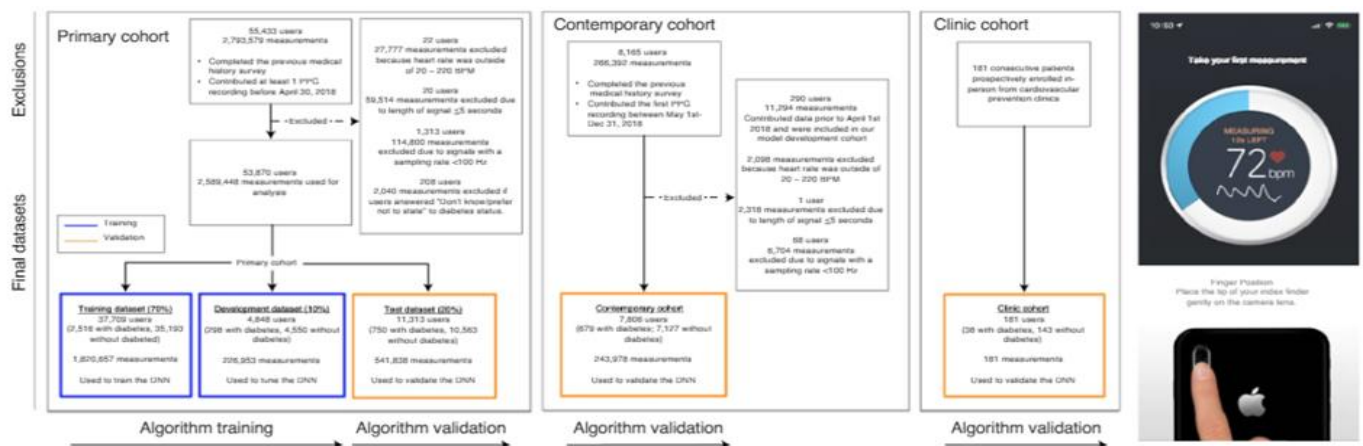 Exclusions
Final datasets
Primary cohort
55,433 users
2,793,579 measurements
• Completed the previous medical
history survey
• Contributed at least 1 PPG
recording before April 30, 2018
Excluded
22 users
27,777 measurements excluded
because heart rate was outside
of 20 – 220 BPM
20 users
59,514 measurements excluded due
to length of signal ≤5 seconds
1,313 users
114,800 measurements
excluded due to signals with a
sampling rate <100 Hz
208 users
2,040 measurements excluded if
users answered "Don't know/prefer
not to state" to diabetes status.
53,870 users
2,589,448 measurements used for
analysis
Training
Validation
Primary cohort
Training dataset (70%)
37,709 users
(2,516 with diabetes, 35,193
without diabetes)
1,820,657 measurements
Used to train the DNN
Development dataset (10%)
4,848 users
(298 with diabetes, 4,550 without
diabetes)
226,953 measurements
Used to tune the DNN
Test dataset (20%)
11,313 users
(750 with diabetes, 10,563
without diabetes)
541,838 measurements
Used to validate the DNN
Algorithm training
Algorithm validation
Contemporary cohort
8,165 users
266,392 measurements
• Completed the previous
medical history survey
• Contributed the first PPG
recording between May 1st-
Dec 31, 2018
Excluded
290 users
11,294 measurements
Contributed data prior to April 1st
2018 and were included in our
model development cohort
2,098 measurements excluded
because heart rate was outside of
20 – 220 BPM
1 user
2,318 measurements excluded due
to length of signal ≤5 seconds
68 users
6,704 measurements
excluded due to signals with a
sampling rate <100 Hz
Contemporary cohort
7,806 users
(679 with diabetes; 7,127 without
diabetes)
243,978 measurements
Used to validate the DNN
Algorithm validation
Clinic cohort
181 consecutive patients
prospectively enrolled in-
person from cardiovascular
prevention clinics
Clinic cohort
181 users
(38 with diabetes, 143 without
diabetes)
181 measurements
Used to validate the DNN
Algorithm validation
10:53
Take your first measurement
MEASURING
LEFT
72
bpm
Finger Position
Place the tip of your index finger
gently on the camera lens.